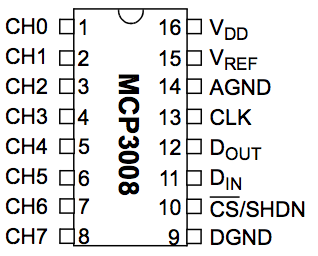 CH0 1 16 VDD
CH1 2 15 VREF
CH2 3 14 AGND
CH3 4 13 CLK
CH4 5 12 DOUT
CH5 6 11 DIN
CH6 7 10 C̅S̅/SHDN
CH7 8 9 DGND
MCP3008